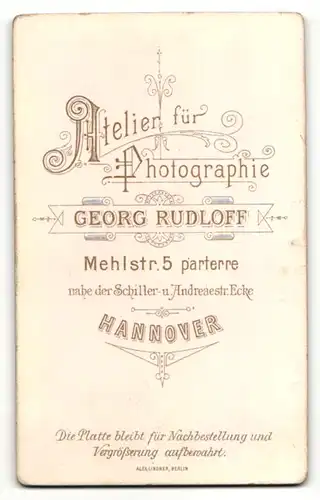 Atelier für
Photographie
GEORG RUDLOFF
Mehlstr. 5 parterre
nahe der Schiller- u. Andreaestr. Ecke
HANNOVER
Die Platte bleibt für Nachbestellung und
Vergrößerung aufbewahrt.